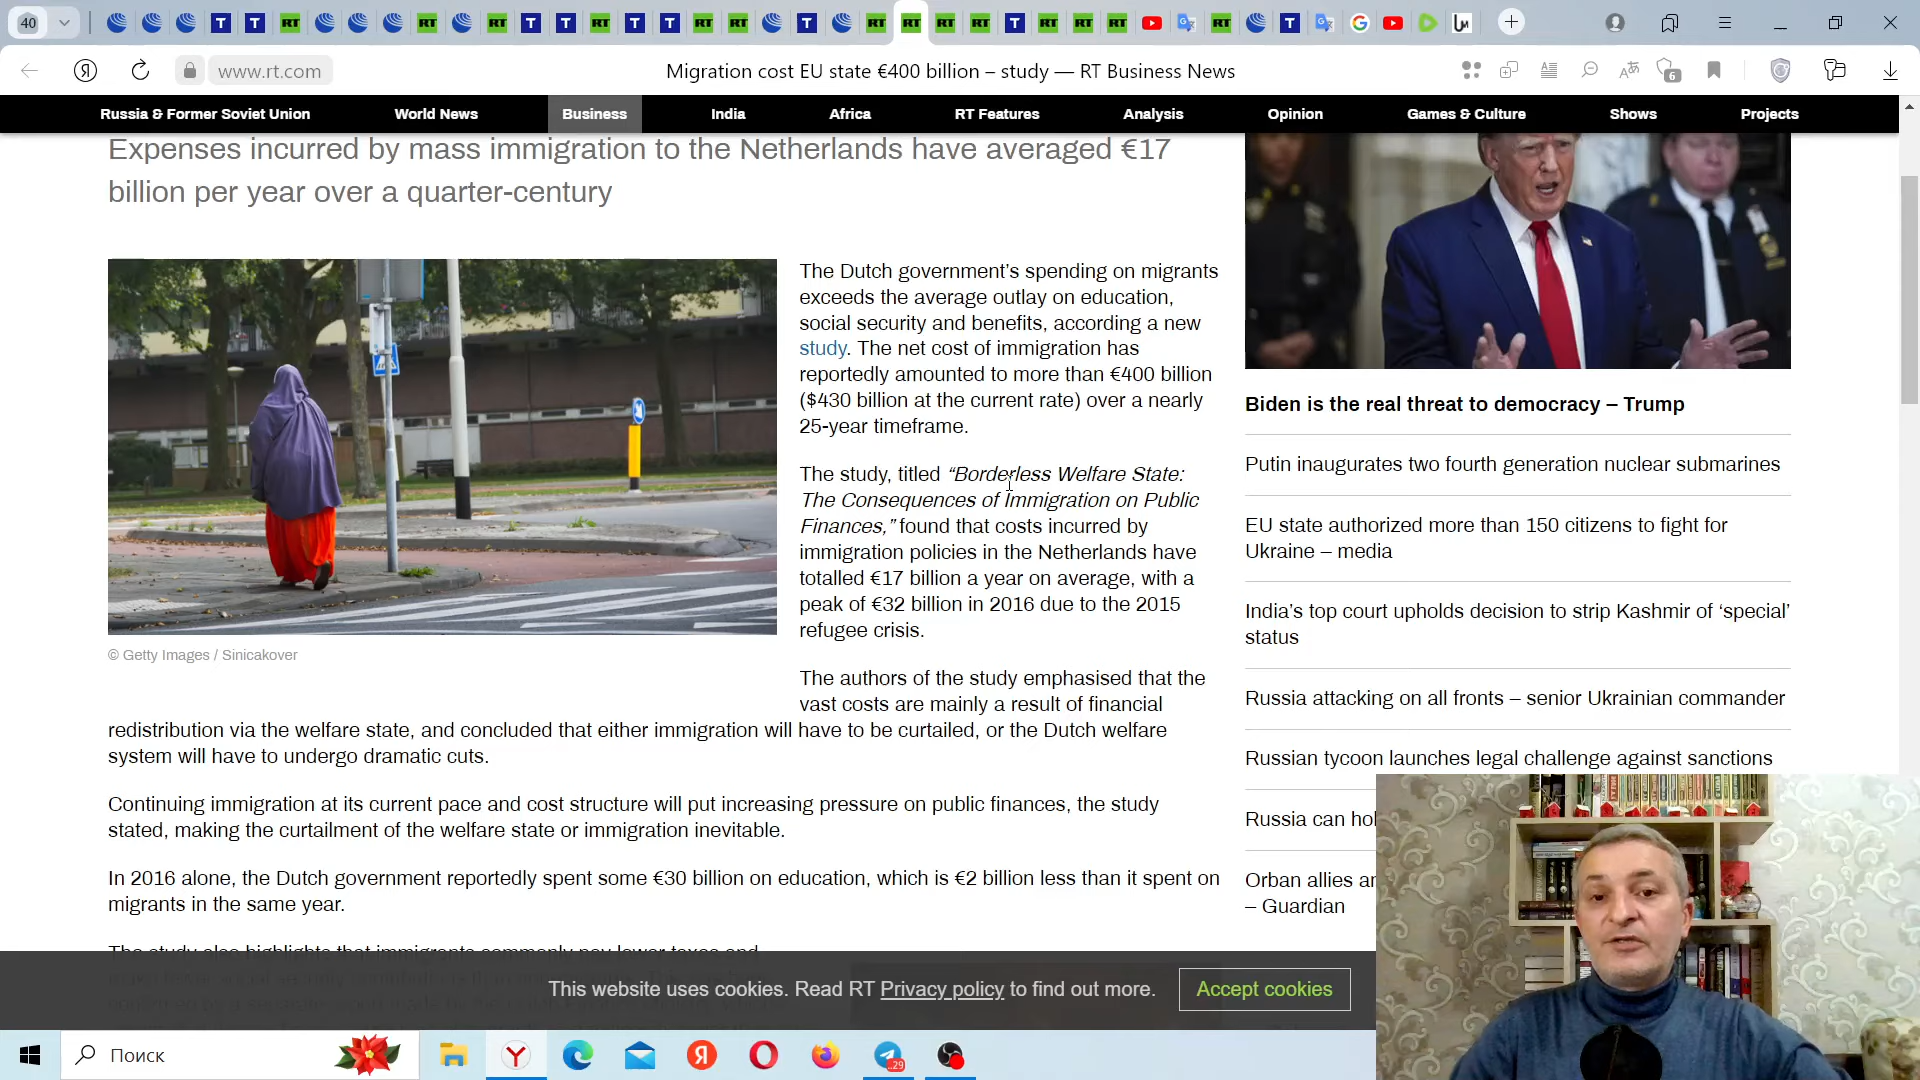 40
www.rt.com
Migration cost EU state €400 billion – study — RT Business News
6
Russia & Former Soviet Union
World News
Business
India
Africa
RT Features
Analysis
Opinion
Games & Culture
Shows
Projects
Expenses incurred by mass immigration to the Netherlands have averaged €17
billion per year over a quarter-century
The Dutch government's spending on migrants
exceeds the average outlay on education,
social security and benefits, according a new
study. The net cost of immigration has
reportedly amounted to more than €400 billion
($430 billion at the current rate) over a nearly
25-year timeframe.
The study, titled “Borderless Welfare State:
The Consequences of Immigration on Public
Finances,” found that costs incurred by
immigration policies in the Netherlands have
totalled €17 billion a year on average, with a
peak of €32 billion in 2016 due to the 2015
refugee crisis.
© Getty Images / Sinicakover
The authors of the study emphasised that the
vast costs are mainly a result of financial
redistribution via the welfare state, and concluded that either immigration will have to be curtailed, or the Dutch welfare
system will have to undergo dramatic cuts.
Continuing immigration at its current pace and cost structure will put increasing pressure on public finances, the study
stated, making the curtailment of the welfare state or immigration inevitable.
In 2016 alone, the Dutch government reportedly spent some €30 billion on education, which is €2 billion less than it spent on
migrants in the same year.
The study also highlights that immigrants commonly pay lower taxes and
Biden is the real threat to democracy – Trump
Putin inaugurates two fourth generation nuclear submarines
EU state authorized more than 150 citizens to fight for
Ukraine – media
India's top court upholds decision to strip Kashmir of ‘special’
status
Russia attacking on all fronts – senior Ukrainian commander
Russian tycoon launches legal challenge against sanctions
Russia can hol
Orban allies ar
– Guardian
This website uses cookies. Read RT Privacy policy to find out more.
Accept cookies
Поиск
29